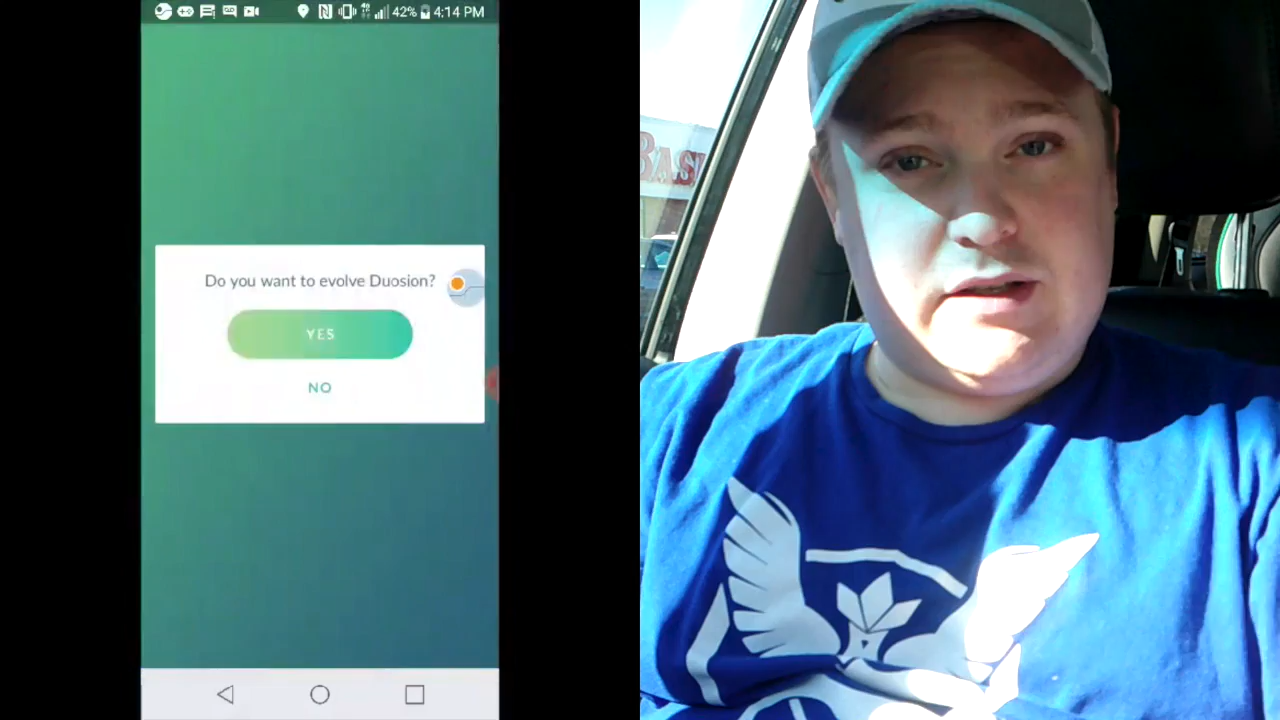 42% 4:14 PM
Do you want to evolve Duosion?
YES
NO
BAS